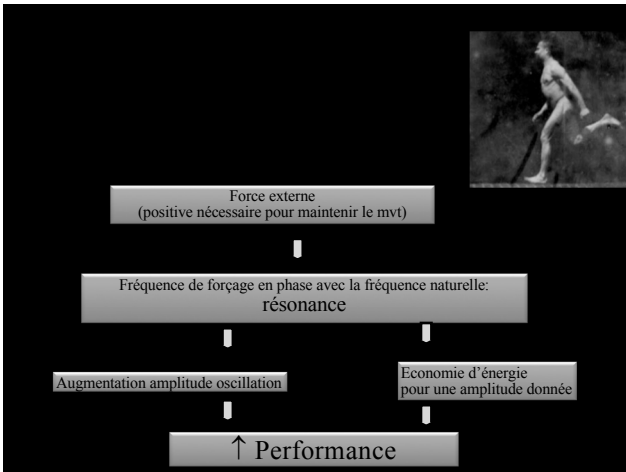 Force externe
(positive nécessaire pour maintenir le mvt)
Fréquence de forçage en phase avec la fréquence naturelle:
résonance
Augmentation amplitude oscillation
Economie d’énergie
pour une amplitude donnée
↑ Performance